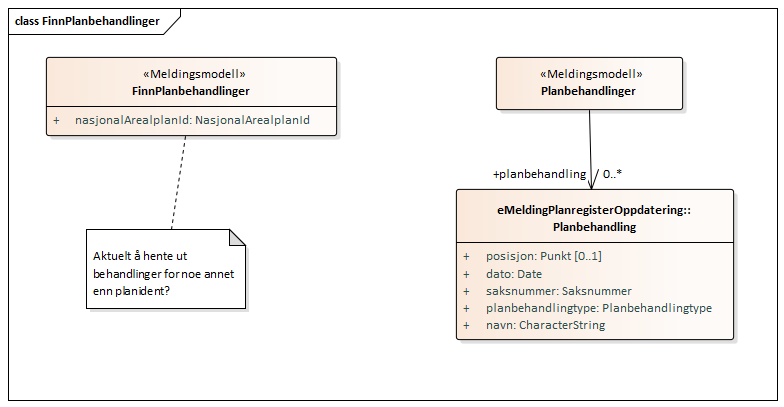 class FinnPlanbehandlinger
«Meldingsmodell»
FinnPlanbehandlinger
+ nasjonalArealplanId: NasjonalArealplanId
Aktuelt å hente ut
behandlinger for noe annet
enn planident?
«Meldingsmodell»
Planbehandlinger
+planbehandling 0..*
eMeldingPlanregisterOppdatering::
Planbehandling
+ posisjon: Punkt [0..1]
+ dato: Date
+ saksnummer: Saksnummer
+ planbehandlingtype: Planbehandlingtype
+ navn: CharacterString